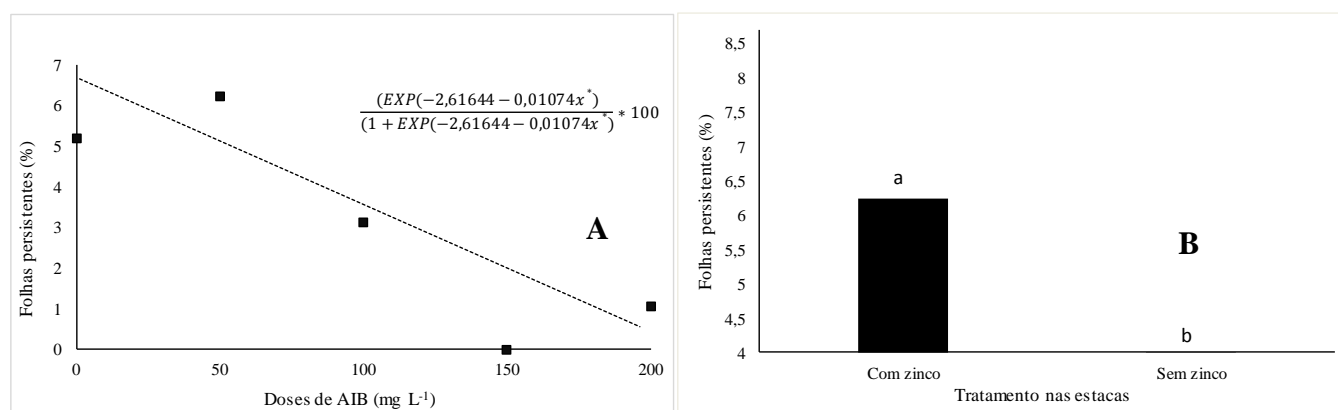 7
6
5
4
3
2
1
0
0 50 100 150 200
Folhas persistentes (%)
Doses de AIB (mg L⁻¹)
(EXP(−2,61644 − 0,01074x*)
(1 + EXP(−2,61644 − 0,01074x*) * 100
A
8,5
8
7,5
7
6,5
6
5,5
5
4,5
4
Folhas persistentes (%)
a
b
B
Com zinco Sem zinco
Tratamento nas estacas